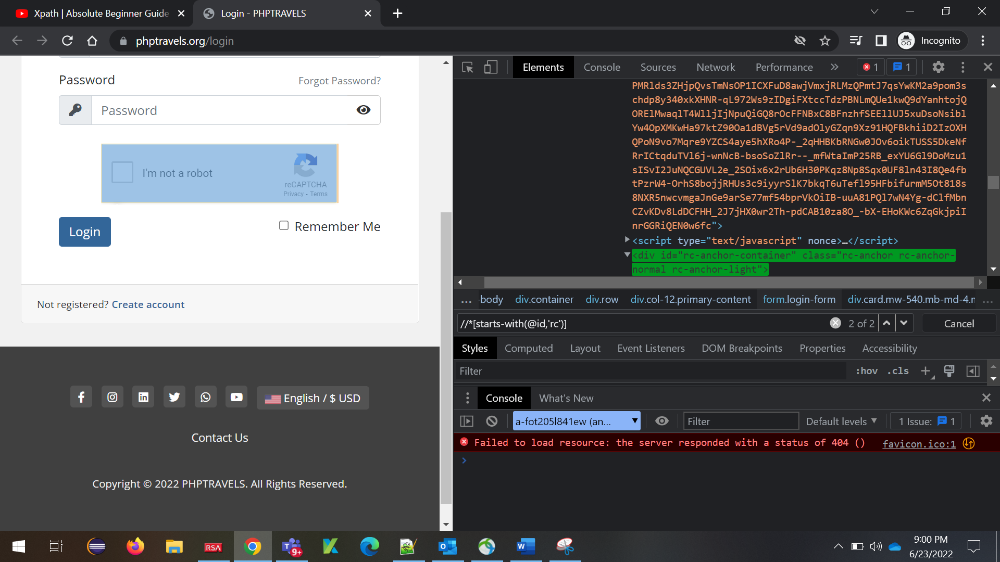 Xpath | Absolute Beginner Guide
Login - PHPTRAVELS
phptravels.org/login
Incognito
Password
Forgot Password?
Password
I'm not a robot
reCAPTCHA
Privacy - Terms
Login
Remember Me
Not registered? Create account
English / $ USD
Contact Us
Copyright © 2022 PHPTRAVELS. All Rights Reserved.
Elements
Console
Sources
Network
Performance
1
1
PMRlds3ZHjpQvsTmNsOP1ICXFuD8awjVmxjRLMzQPmtJ7qsYwKM2a9pom3s
chdp8y340xkXHNR-qL972Ws9zIDgiFXtccTdzPBNLmQUe1kwQ9dYanhtojQ
ORElMwaqlT4WlljIjNpuQiGQ8rOcFFNBxC8BFnzhfSEEllUJ5xuDsoNsibl
Yw4OpXMKwHa97ktZ90Oa1dBVg5rVd9adOlyGZqn9Xz91HQFBkhiiD2IzOXH
QPoN9vo7Mqre9YZCS4aye5hXRo4P-_2qHHBKbRNGw0JOv6oikTUSS5DkeNf
RrICtqduTVl6j-wnNcB-bsoSoZlRr--_mfWtaImP25RB_exYU6Gl9DoMzu1
sISvI2JuNQCGUVL2e_2SOix6x2rUb6H30PKqz8Np8Sqx0UF8ln43I8Qe4fb
tPzrW4-OrhS8bojjRHUs3c9iyyrSlK7bkqT6uTefl95HFbifurmM5Ot818s
8NXR5nwcvmgaJnGe9arSe77mf54bprVkOiIB-uuA81PQl7wN4Yg-dClfMbn
CZvKDv8LdDCFHH_2J7jHX0wr2Th-pdCAB10za8O_-bX-EHoKWc6ZqGkjpiI
nrGGRiQEN0w6fc">
<script type="text/javascript" nonce>…</script>
<div id="rc-anchor-container" class="rc-anchor rc-anchor-
normal rc-anchor-light">
... -body div.container div.row div.col-12.primary-content form.login-form div.card.mw-540.mb-md-4.r ...
//*[starts-with(@id,'rc')]
2 of 2
Cancel
Styles
Computed
Layout
Event Listeners
DOM Breakpoints
Properties
Accessibility
Filter
:hov
.cls
Console
What's New
a-fot205l841ew (an...
Filter
Default levels
1 Issue: 1
Failed to load resource: the server responded with a status of 404 ()
favicon.ico:1
RSA
9+
9:00 PM
6/23/2022